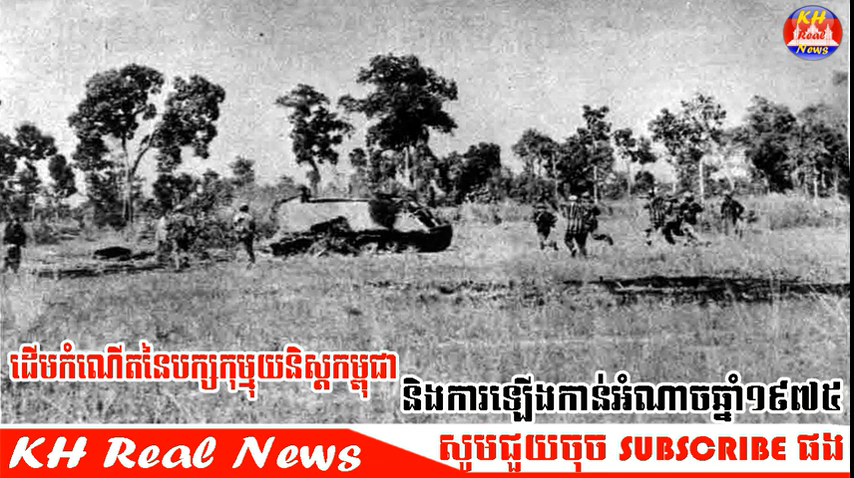 KH
Real
News
ដើមកំណើតនៃបក្សកុម្មុយនិស្តកម្ពុជា
និងការឡើងកាន់អំណាចឆ្នាំ១៩៧៥
KH Real News
សូមជួយចុច SUBSCRIBE ផង